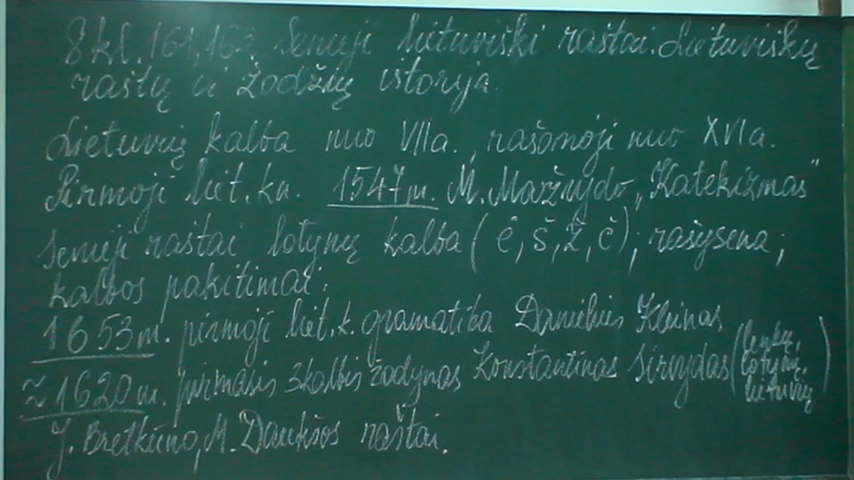 8 kl. 161, 163 Senieji lietuviški raštai. Lietuviškų
raštų ir žodžių istorija.
Lietuvių kalba nuo VII a., rašomoji nuo XVI a.
Pirmoji liet. kn. 1547 m. M. Mažvydo „Katekizmas“
Senieji raštai lotynų kalba (ė, š, ž, č); rašysena;
kalbos pakitimai;
1653 m. pirmoji liet. k. gramatika Danielius Kleinas
≈ 1620 m. pirmasis 3kalbis žodynas Konstantinas Sirvydas (lenkų,
lotynų,
lietuvių)
J. Bretkūno, M. Daukšos raštai.